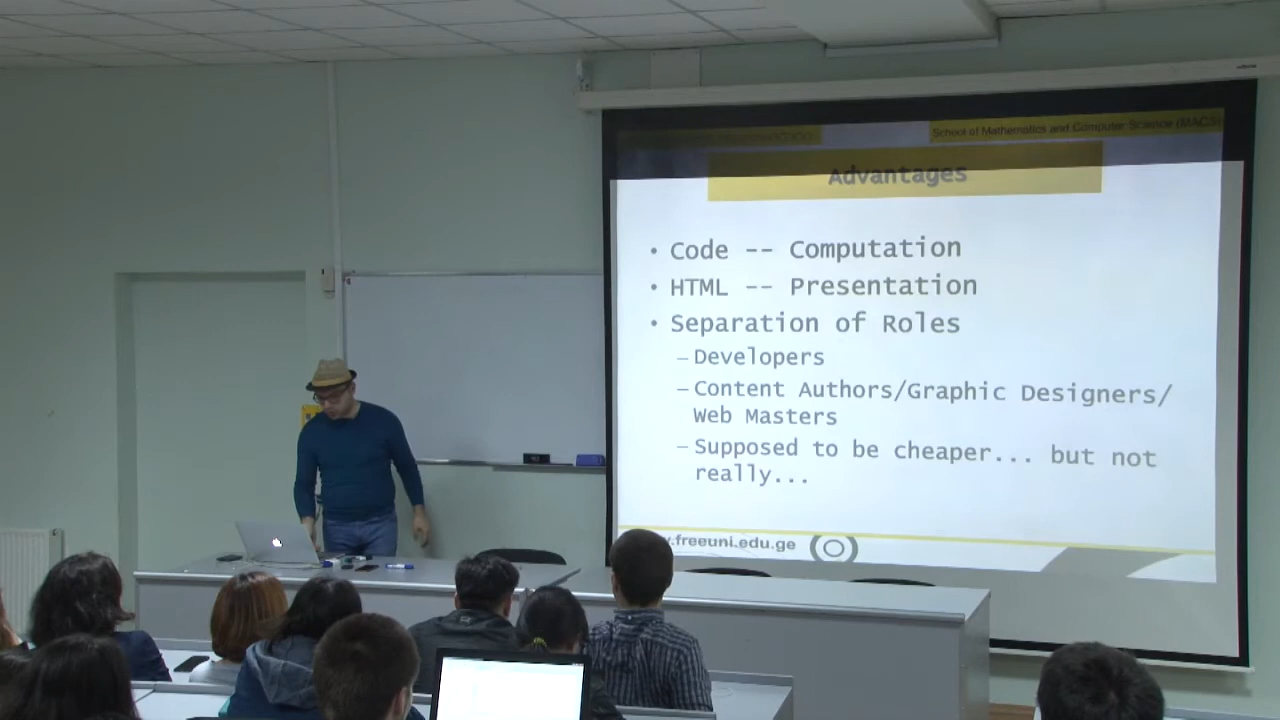 School of Mathematics and Computer Science (MACS)
Advantages
• Code -- Computation
• HTML -- Presentation
• Separation of Roles
– Developers
– Content Authors/Graphic Designers/
Web Masters
– Supposed to be cheaper... but not
really...
.freeuni.edu.ge